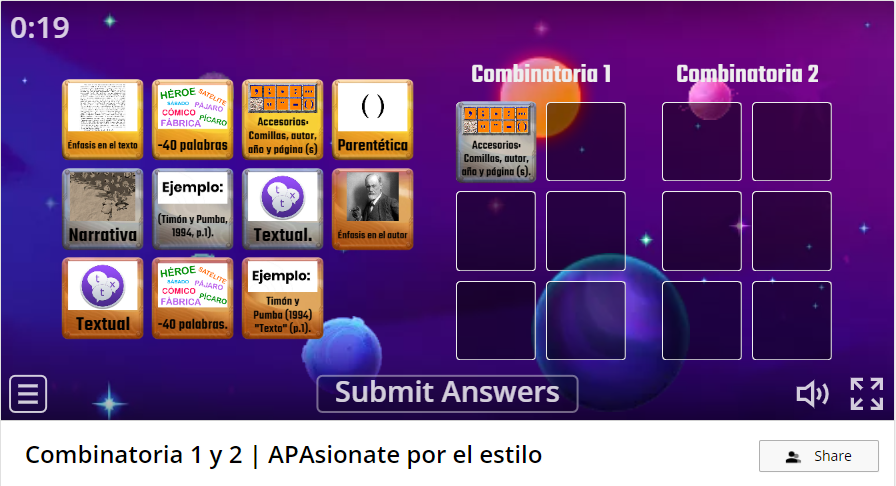 0:19
Combinatoria 1
Combinatoria 2
Énfasis en el texto
HÉROE
SATÉLITE
SÁBADO
PÁJARO
CÓMICO
PÍCARO
FÁBRICA
-40 palabras
Accesorios:
Comillas, autor,
año y página (s)
( )
Parentética
Accesorios:
Comillas, autor,
año y página (s).
Narrativa
Ejemplo:
(Timón y Pumba,
1994, p.1).
t
x
t
Textual.
Énfasis en el autor
t
x
t
Textual
HÉROE
SATÉLITE
SÁBADO
PÁJARO
CÓMICO
PÍCARO
FÁBRICA
-40 palabras.
Ejemplo:
Timón y
Pumba (1994)
"Texto" (p.1).
Submit Answers
Combinatoria 1 y 2 | APAsionate por el estilo
Share